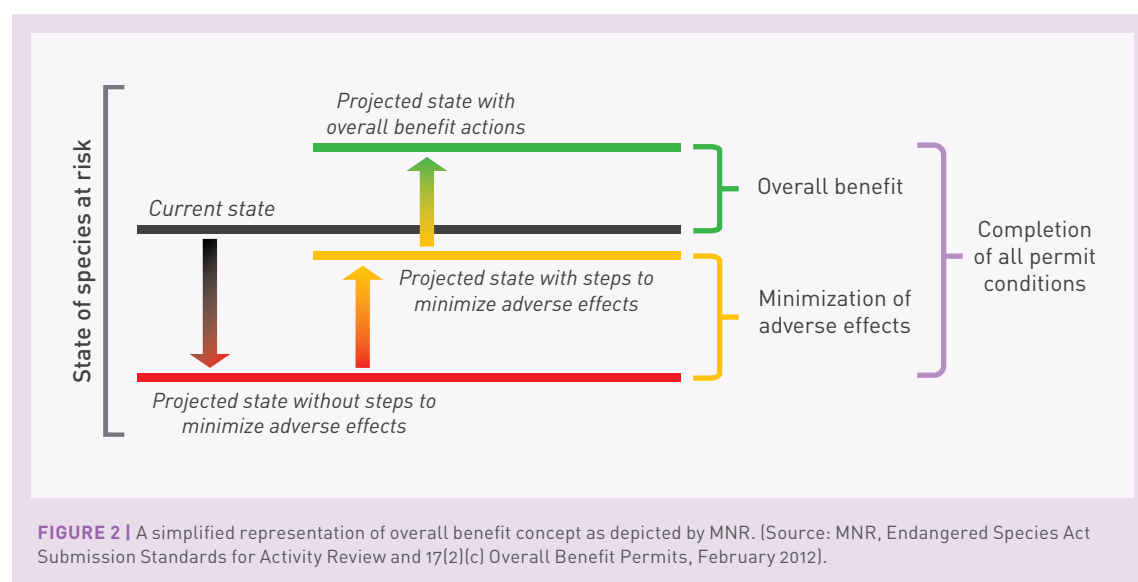 State of species at risk
Projected state with
overall benefit actions
Current state
Projected state with steps to
minimize adverse effects
Projected state without steps to
minimize adverse effects
Overall benefit
Minimization of
adverse effects
Completion
of all permit
conditions
FIGURE 2 | A simplified representation of overall benefit concept as depicted by MNR. (Source: MNR, Endangered Species Act
Submission Standards for Activity Review and 17(2)(c) Overall Benefit Permits, February 2012).